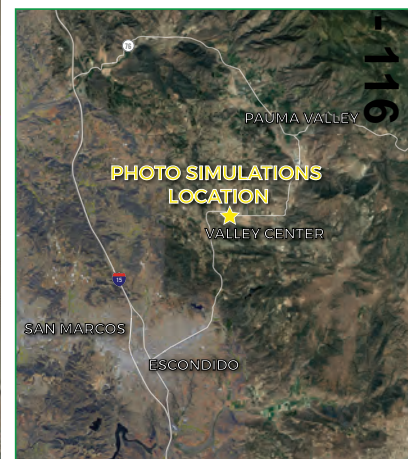 76
- 116
PAUMA VALLEY
PHOTO SIMULATIONS
LOCATION
VALLEY CENTER
15
SAN MARCOS
ESCONDIDO